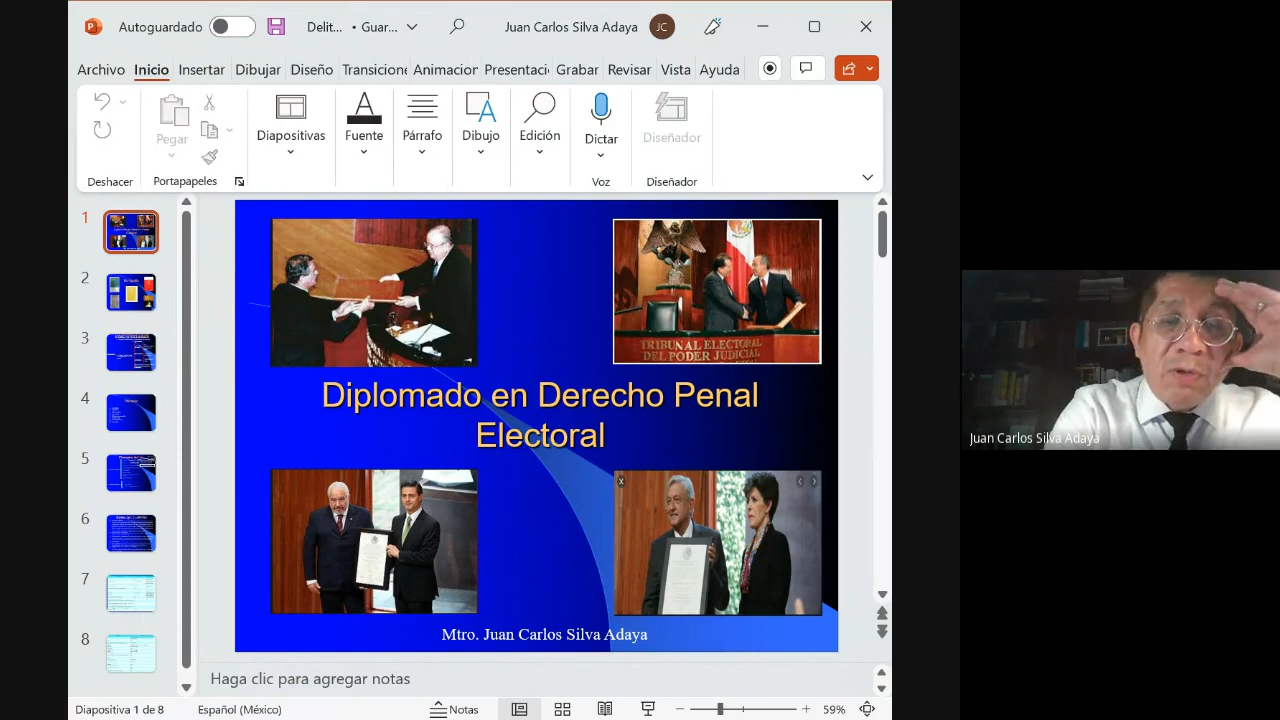 Autoguardado
Delit... • Guar...
Juan Carlos Silva Adaya
JC
Archivo Inicio Insertar Dibujar Diseño Transicione Animacion Presentaci Grabar Revisar Vista Ayuda
Pegar
Diapositivas
Fuente
Párrafo
Dibujo
Edición
Dictar
Diseñador
Deshacer
Portapapeles
Voz
Diseñador
1
2
3
4
5
6
7
8
TRIBUNAL ELECTORAL
DEL PODER JUDICIAL
Diplomado en Derecho Penal
Electoral
Mtro. Juan Carlos Silva Adaya
Haga clic para agregar notas
Diapositiva 1 de 8
Español (México)
Notas
59%
Juan Carlos Silva Adaya